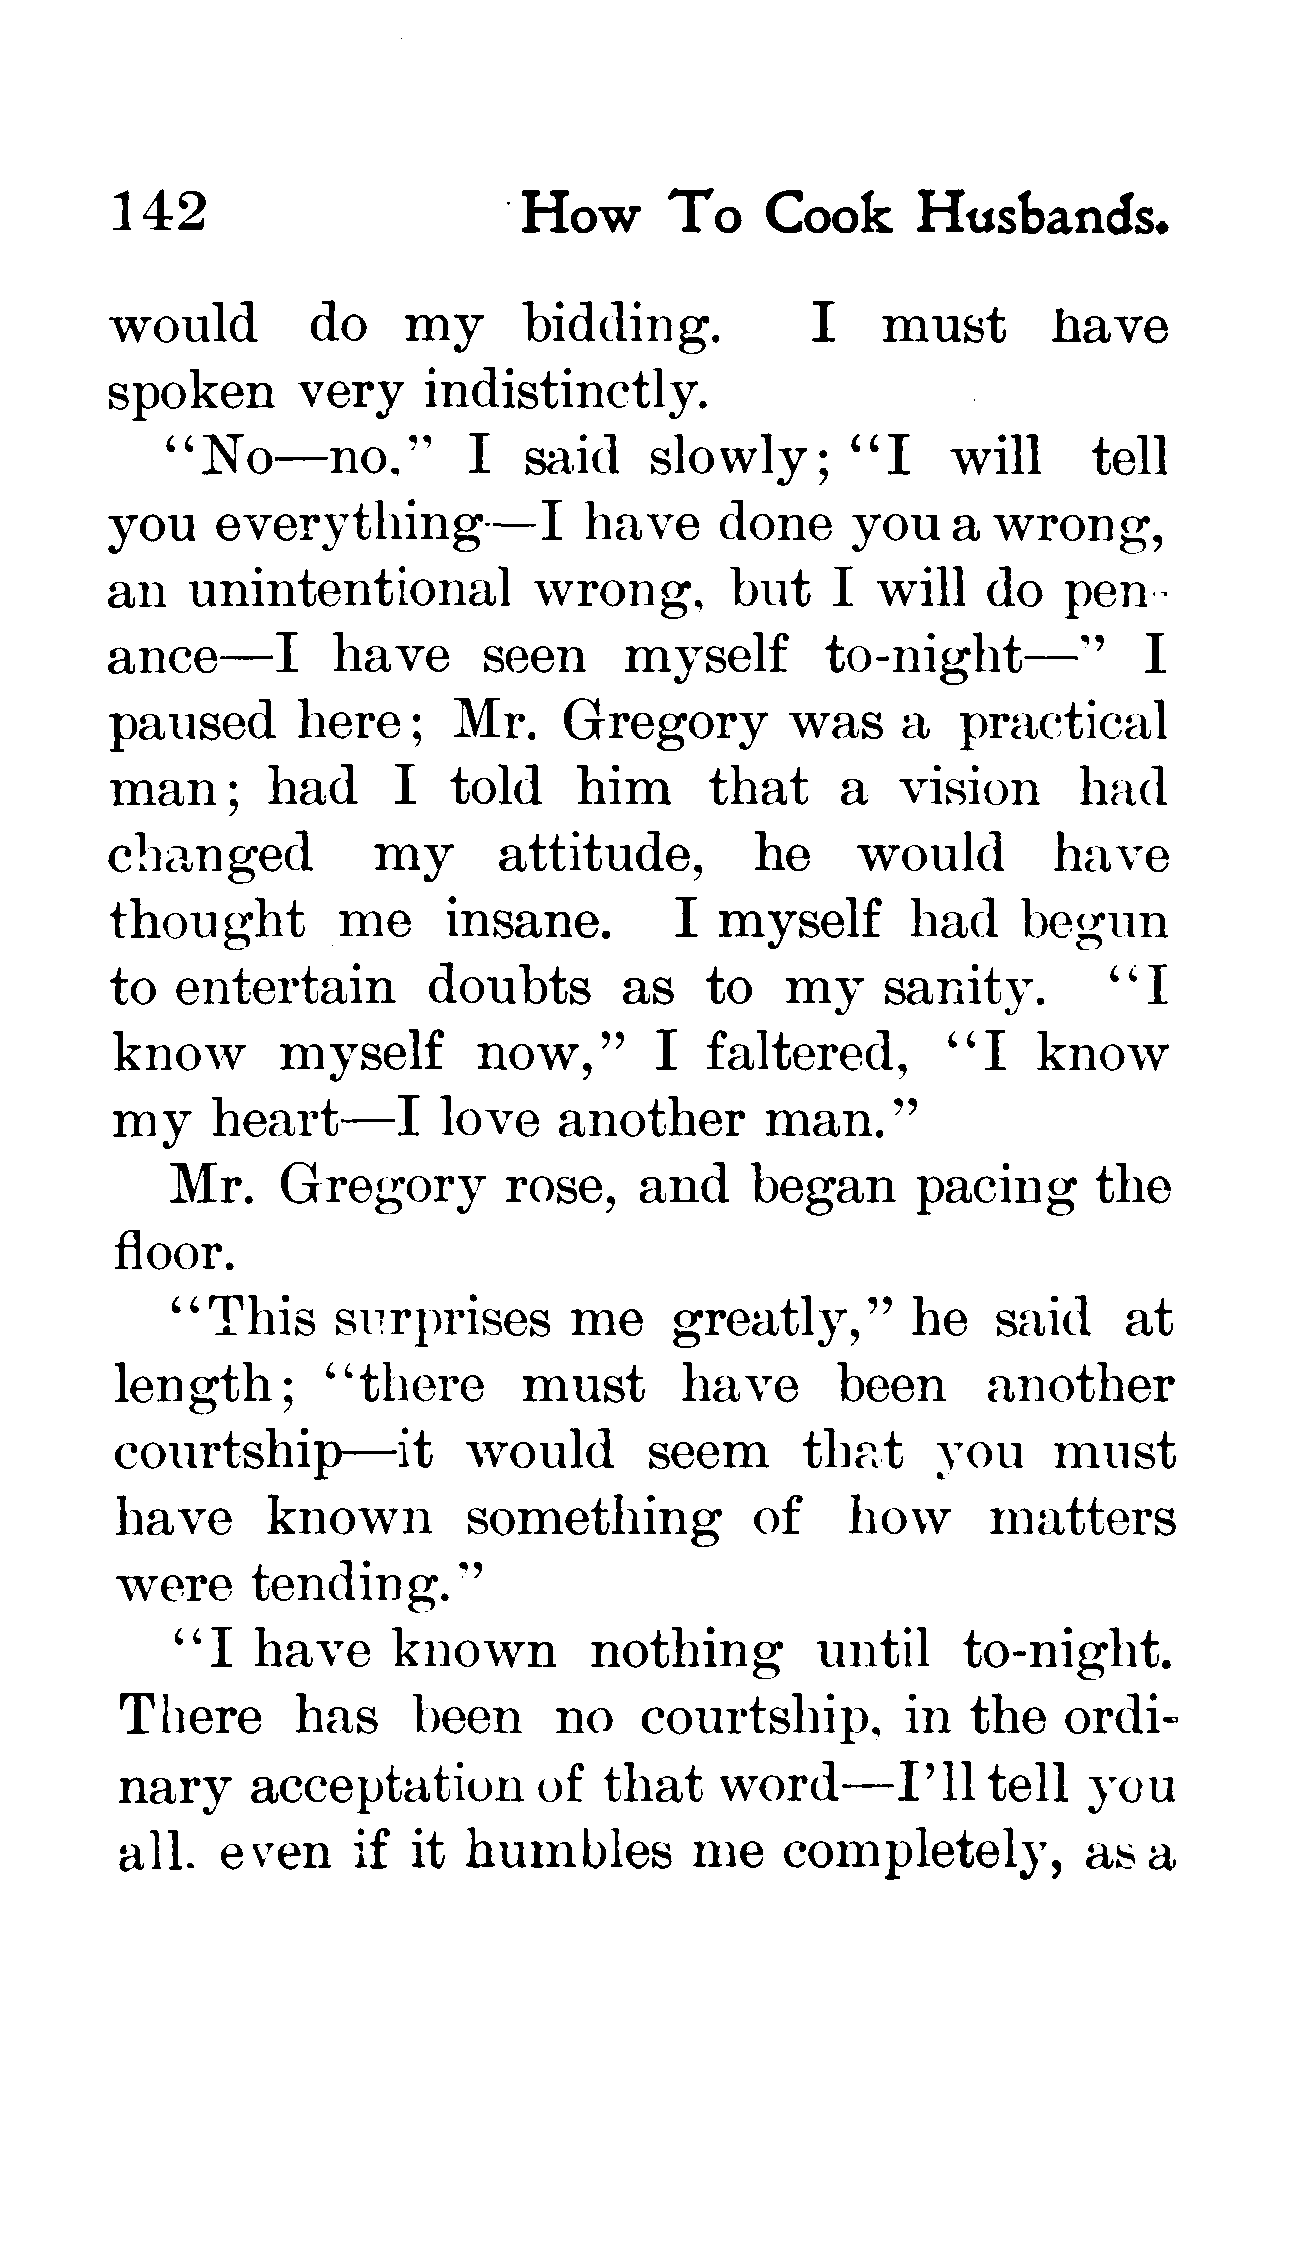 142 How To Cook Husbands.
would do my bidding. I must have
spoken very indistinctly.
“No—no,” I said slowly; “I will tell
you everything—I have done you a wrong,
an unintentional wrong, but I will do pen-
ance—I have seen myself to-night—” I
paused here; Mr. Gregory was a practical
man; had I told him that a vision had
changed my attitude, he would have
thought me insane. I myself had begun
to entertain doubts as to my sanity. “I
know myself now,” I faltered, “I know
my heart—I love another man.”
Mr. Gregory rose, and began pacing the
floor.
“This surprises me greatly,” he said at
length; “there must have been another
courtship—it would seem that you must
have known something of how matters
were tending.”
“I have known nothing until to-night.
There has been no courtship, in the ordi-
nary acceptation of that word—I’ll tell you
all. even if it humbles me completely, as a